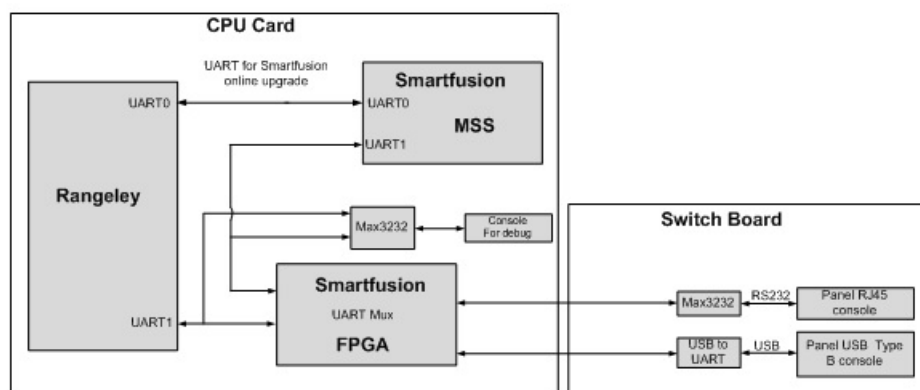 CPU Card
UART for Smartfusion
online upgrade
Rangeley
UART0
UART1
Smartfusion
UART0
MSS
UART1
Max3232
Console
For debug
Smartfusion
UART Mux
FPGA
Switch Board
Max3232
RS232
Panel RJ45
console
USB to
UART
USB
Panel USB Type
B console